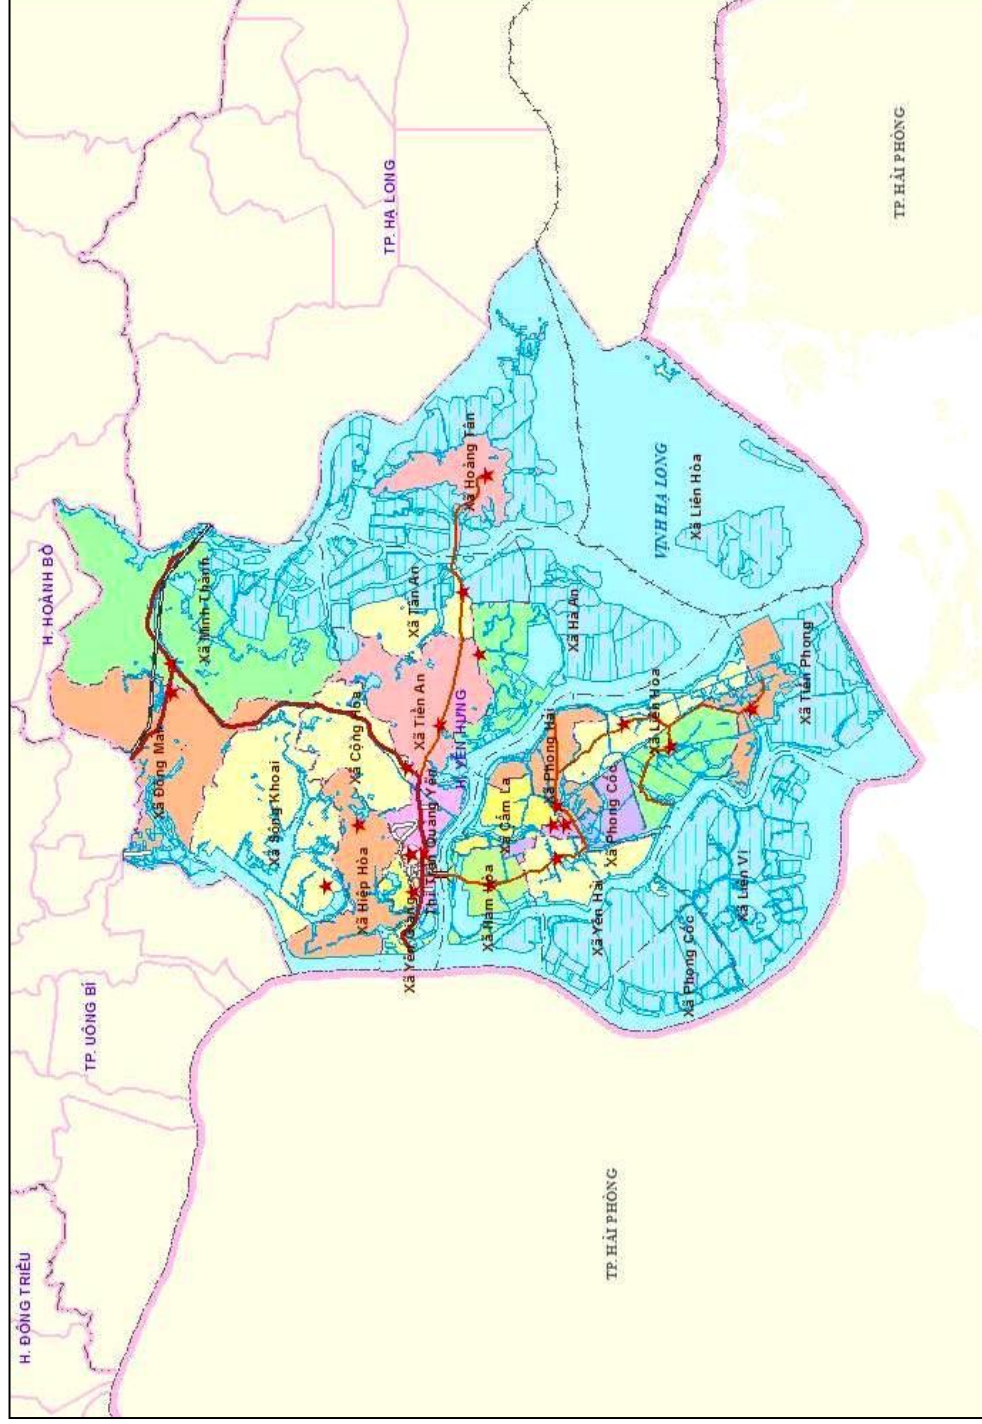 H. ĐÔNG TRIỀU
TP. UÔNG BÍ
H. HOÀNH BỒ
TP. HẠ LONG
Xã Đông Mai
Xã Minh Thành
Xã Sông Khoai
Xã Cộng Hòa
Xã Hiệp Hòa
Xã Yên Giang
Thị Trấn Quảng Yên
Xã Tiền An
Xã Tân An
H. YÊN HƯNG
Xã Hoàng Tân
Xã Nam Hòa
Xã Cẩm La
Xã Phong Hải
Xã Hà An
Xã Yên Hải
Xã Phong Cốc
Xã Liên Hòa
VỊNH HẠ LONG
Xã Liên Hòa
Xã Phong Cốc
Xã Liên Vị
Xã Tiền Phong
TP. HẢI PHÒNG
TP. HẢI PHÒNG